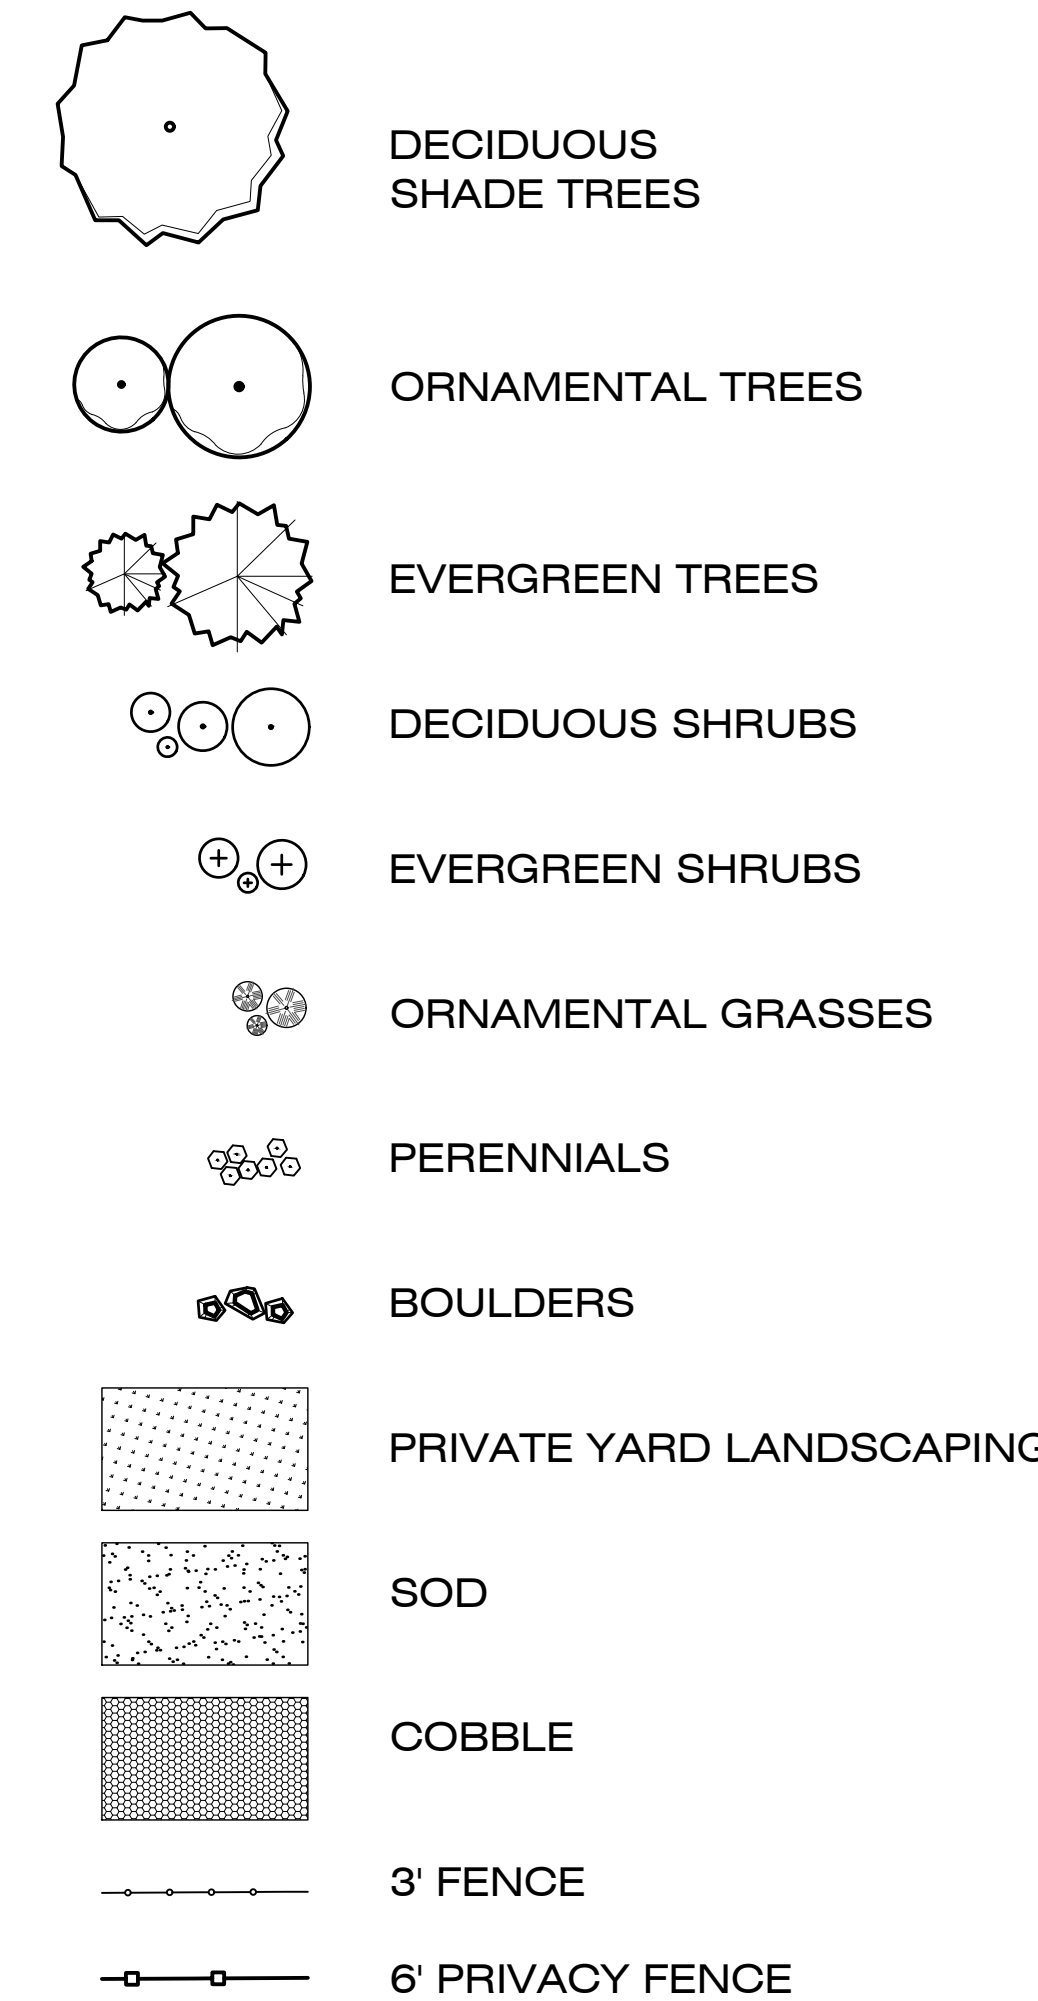 DECIDUOUS
SHADE TREES
ORNAMENTAL TREES
EVERGREEN TREES
DECIDUOUS SHRUBS
EVERGREEN SHRUBS
ORNAMENTAL GRASSES
PERENNIALS
BOULDERS
PRIVATE YARD LANDSCAPING
SOD
COBBLE
3' FENCE
6' PRIVACY FENCE